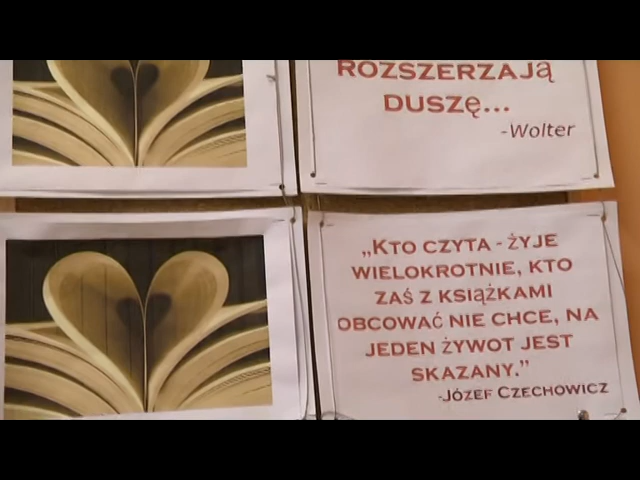 ROZSZERZAJą
DUSZĘ...
-Wolter
„KTO CZYTA - ŻYJE
WIELOKROTNIE, KTO
ZAŚ Z KSIĄŻKAMI
OBCOWAĆ NIE CHCE, NA
JEDEN ŻYWOT JEST
SKAZANY.”
-JÓZEF CZECHOWICZ